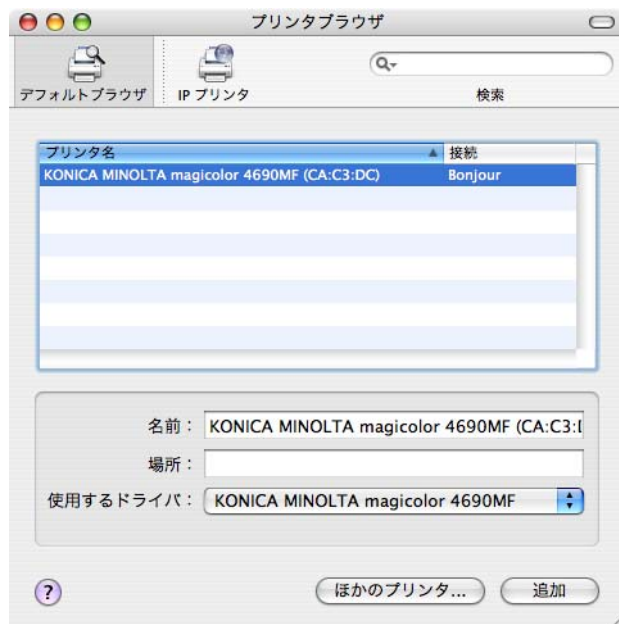 プリンタブラウザ
デフォルトブラウザ
IP プリンタ
検索
プリンタ名 接続
KONICA MINOLTA magicolor 4690MF (CA:C3:DC) Bonjour
名前： KONICA MINOLTA magicolor 4690MF (CA:C3:
場所：
使用するドライバ： KONICA MINOLTA magicolor 4690MF
?
ほかのプリンタ... 追加